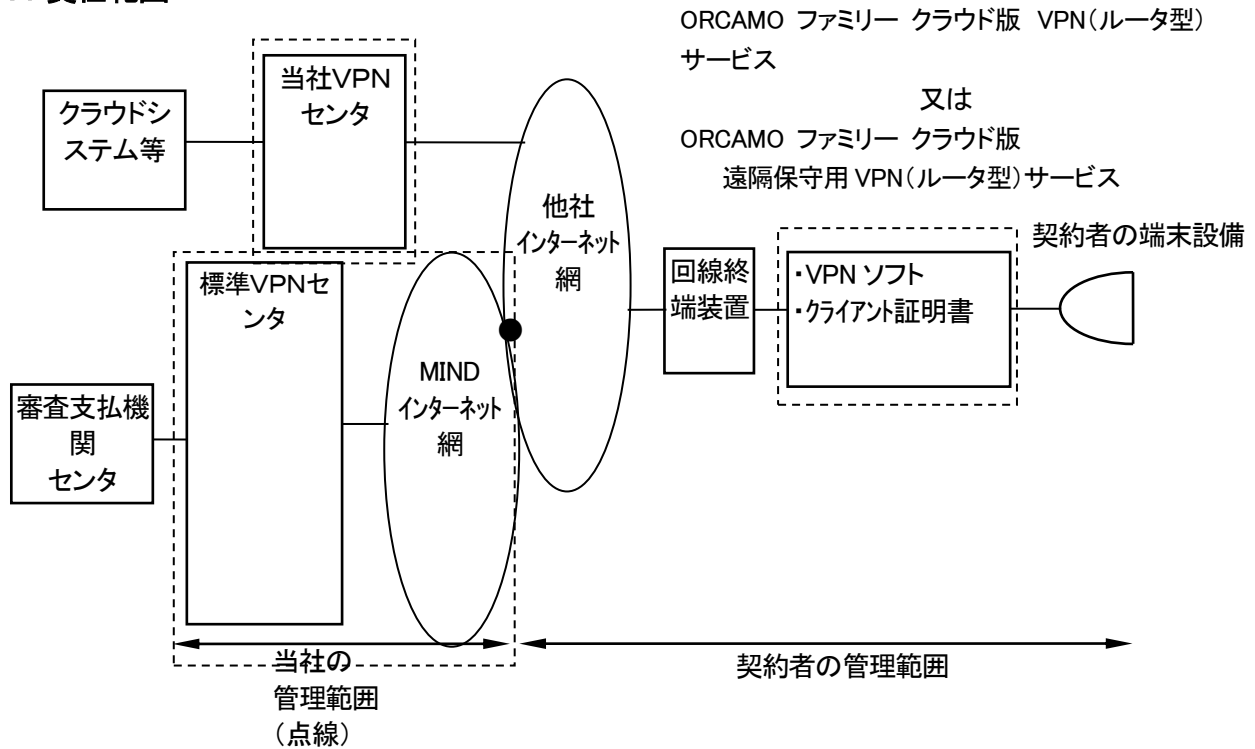 ORCAMO ファミリー クラウド版 VPN(ルータ型)
サービス
又は
ORCAMO ファミリー クラウド版
遠隔保守用 VPN(ルータ型)サービス
当社VPN
センタ
クラウドシ
ステム等
他社
インターネット
網
契約者の端末設備
回線終
端装置
・VPN ソフト
・クライアント証明書
標準VPNセ
ンタ
MIND
インターネット
網
審査支払機
関
センタ
当社の
管理範囲
(点線)
契約者の管理範囲